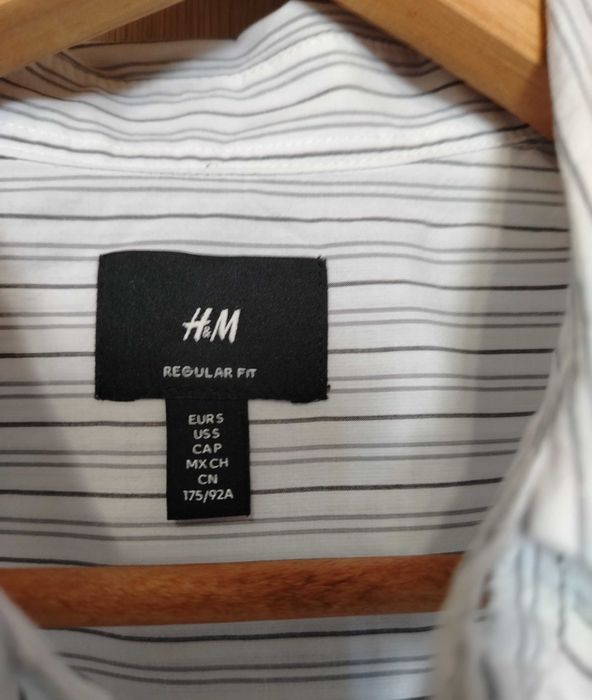 H&M
REGULAR FIT
EUR S
US S
CA P
MX CH
CN
175/92A